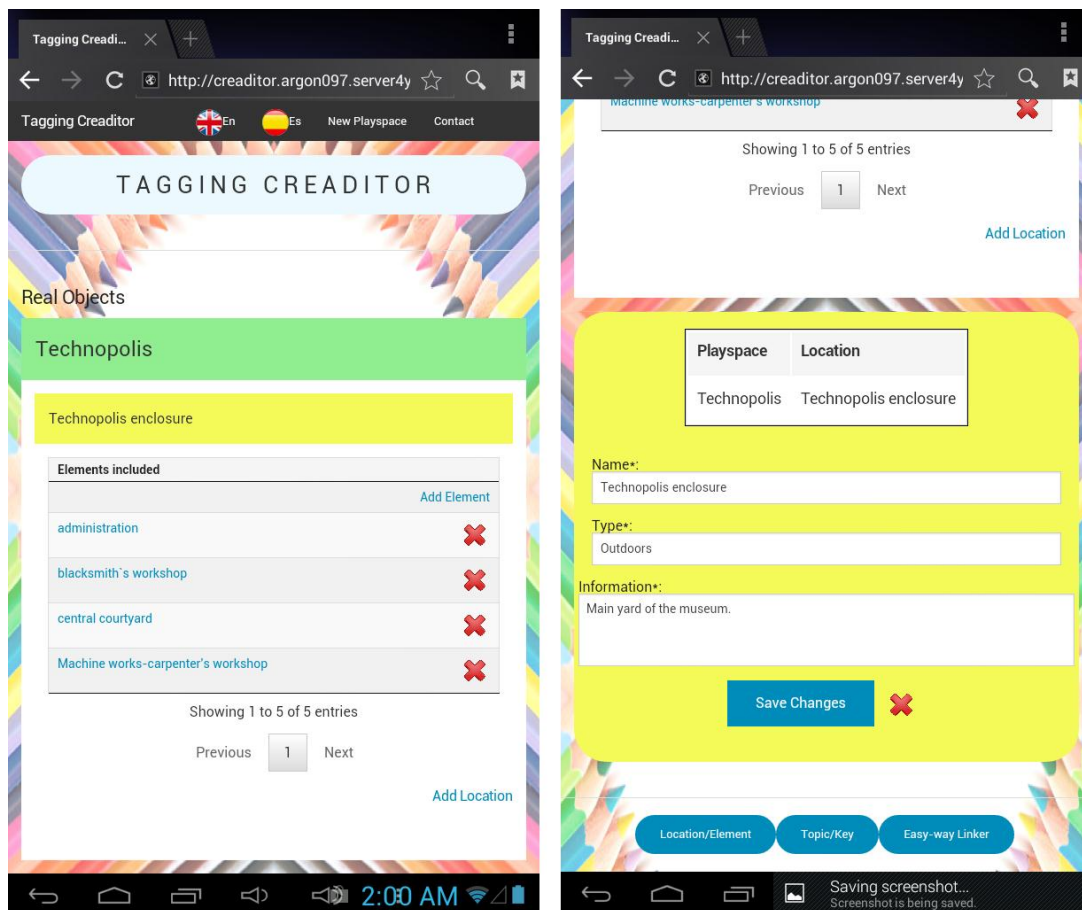 Tagging Creadi...
http://creaditor.argon097.server4y
Tagging Creaditor En Es New Playspace Contact
TAGGING CREADITOR
Real Objects
Technopolis
Technopolis enclosure
Elements included
Add Element
administration
blacksmith`s workshop
central courtyard
Machine works-carpenter's workshop
Showing 1 to 5 of 5 entries
Previous 1 Next
Add Location
2:00 AM
Tagging Creadi...
http://creaditor.argon097.server4y
Machine works-carpenter's workshop
Showing 1 to 5 of 5 entries
Previous 1 Next
Add Location
Playspace Location
Technopolis Technopolis enclosure
Name*:
Technopolis enclosure
Type*:
Outdoors
Information*:
Main yard of the museum.
Save Changes
Location/Element Topic/Key Easy-way Linker
Saving screenshot...
Screenshot is being saved.